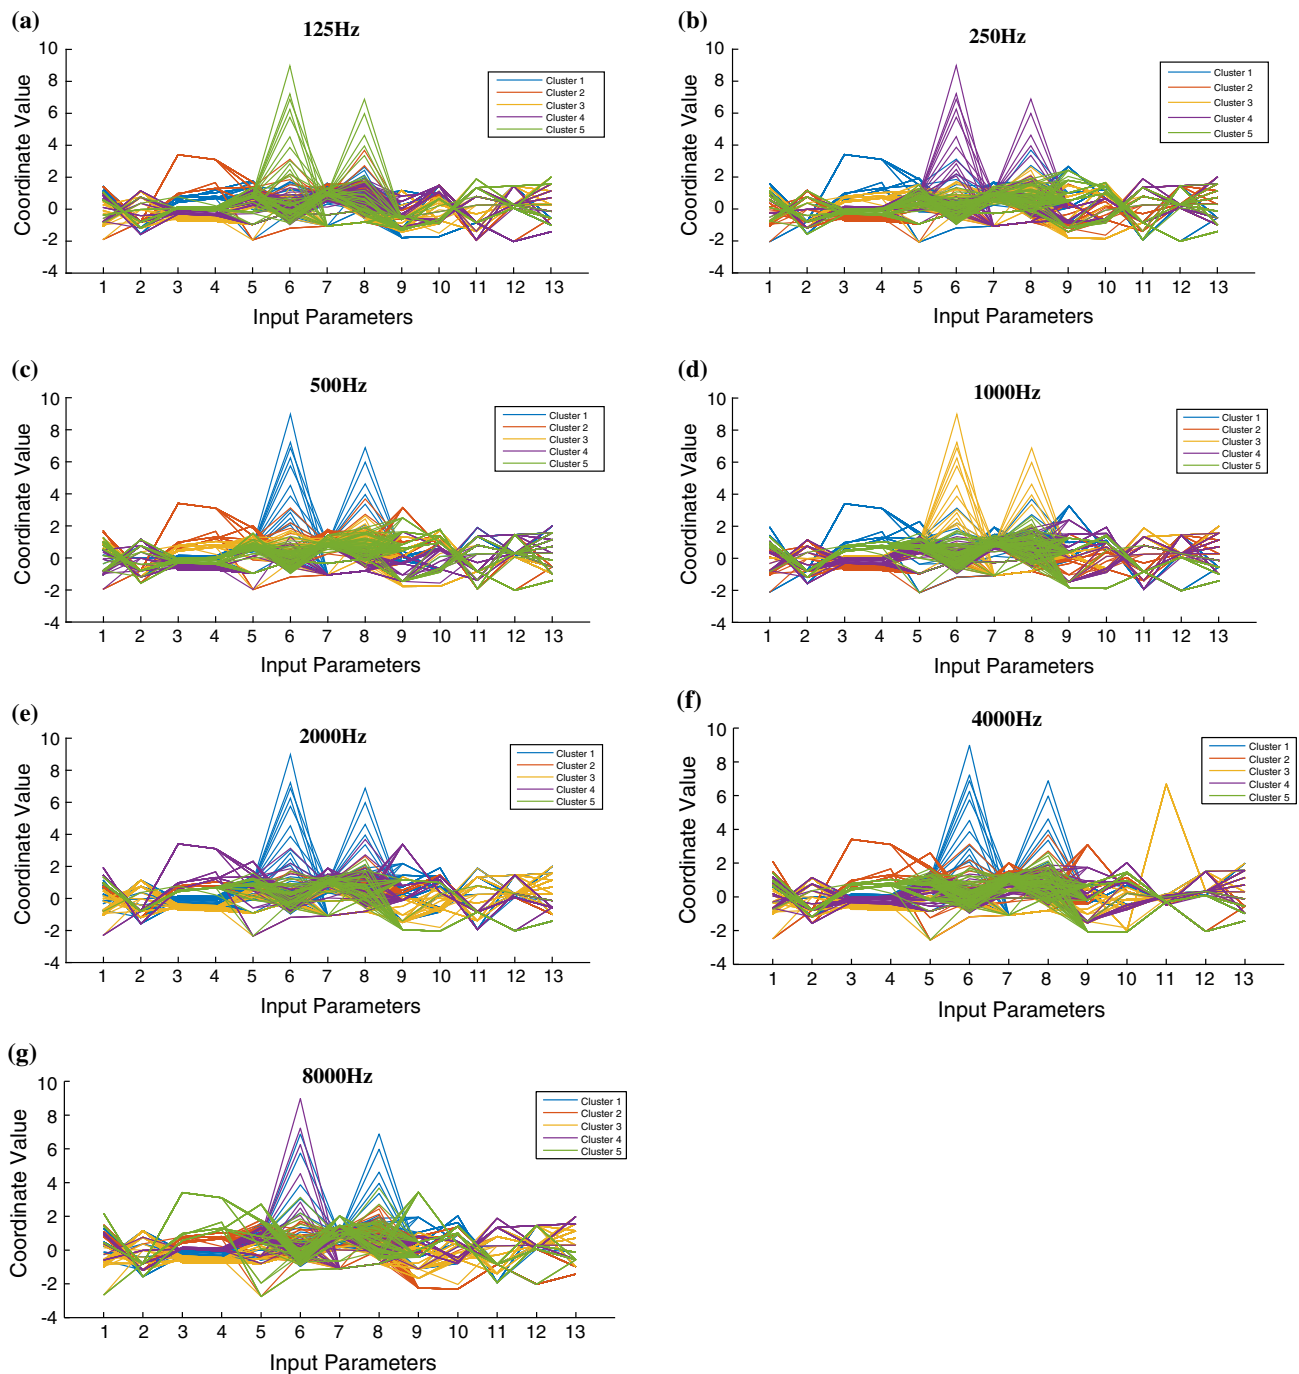 (a)
125Hz
Coordinate Value
10
8
6
4
2
0
-2
-4
Cluster 1
Cluster 2
Cluster 3
Cluster 4
Cluster 5
1 2 3 4 5 6 7 8 9 10 11 12 13
Input Parameters
(b)
250Hz
Coordinate Value
10
8
6
4
2
0
-2
-4
Cluster 1
Cluster 2
Cluster 3
Cluster 4
Cluster 5
1 2 3 4 5 6 7 8 9 10 11 12 13
Input Parameters
(c)
500Hz
Coordinate Value
10
8
6
4
2
0
-2
-4
Cluster 1
Cluster 2
Cluster 3
Cluster 4
Cluster 5
1 2 3 4 5 6 7 8 9 10 11 12 13
Input Parameters
(d)
1000Hz
Coordinate Value
10
8
6
4
2
0
-2
-4
Cluster 1
Cluster 2
Cluster 3
Cluster 4
Cluster 5
1 2 3 4 5 6 7 8 9 10 11 12 13
Input Parameters
(e)
2000Hz
Coordinate Value
10
8
6
4
2
0
-2
-4
Cluster 1
Cluster 2
Cluster 3
Cluster 4
Cluster 5
1 2 3 4 5 6 7 8 9 10 11 12 13
Input Parameters
(f)
4000Hz
Coordinate Value
10
8
6
4
2
0
-2
-4
Cluster 1
Cluster 2
Cluster 3
Cluster 4
Cluster 5
1 2 3 4 5 6 7 8 9 10 11 12 13
Input Parameters
(g)
8000Hz
Coordinate Value
10
8
6
4
2
0
-2
-4
Cluster 1
Cluster 2
Cluster 3
Cluster 4
Cluster 5
1 2 3 4 5 6 7 8 9 10 11 12 13
Input Parameters